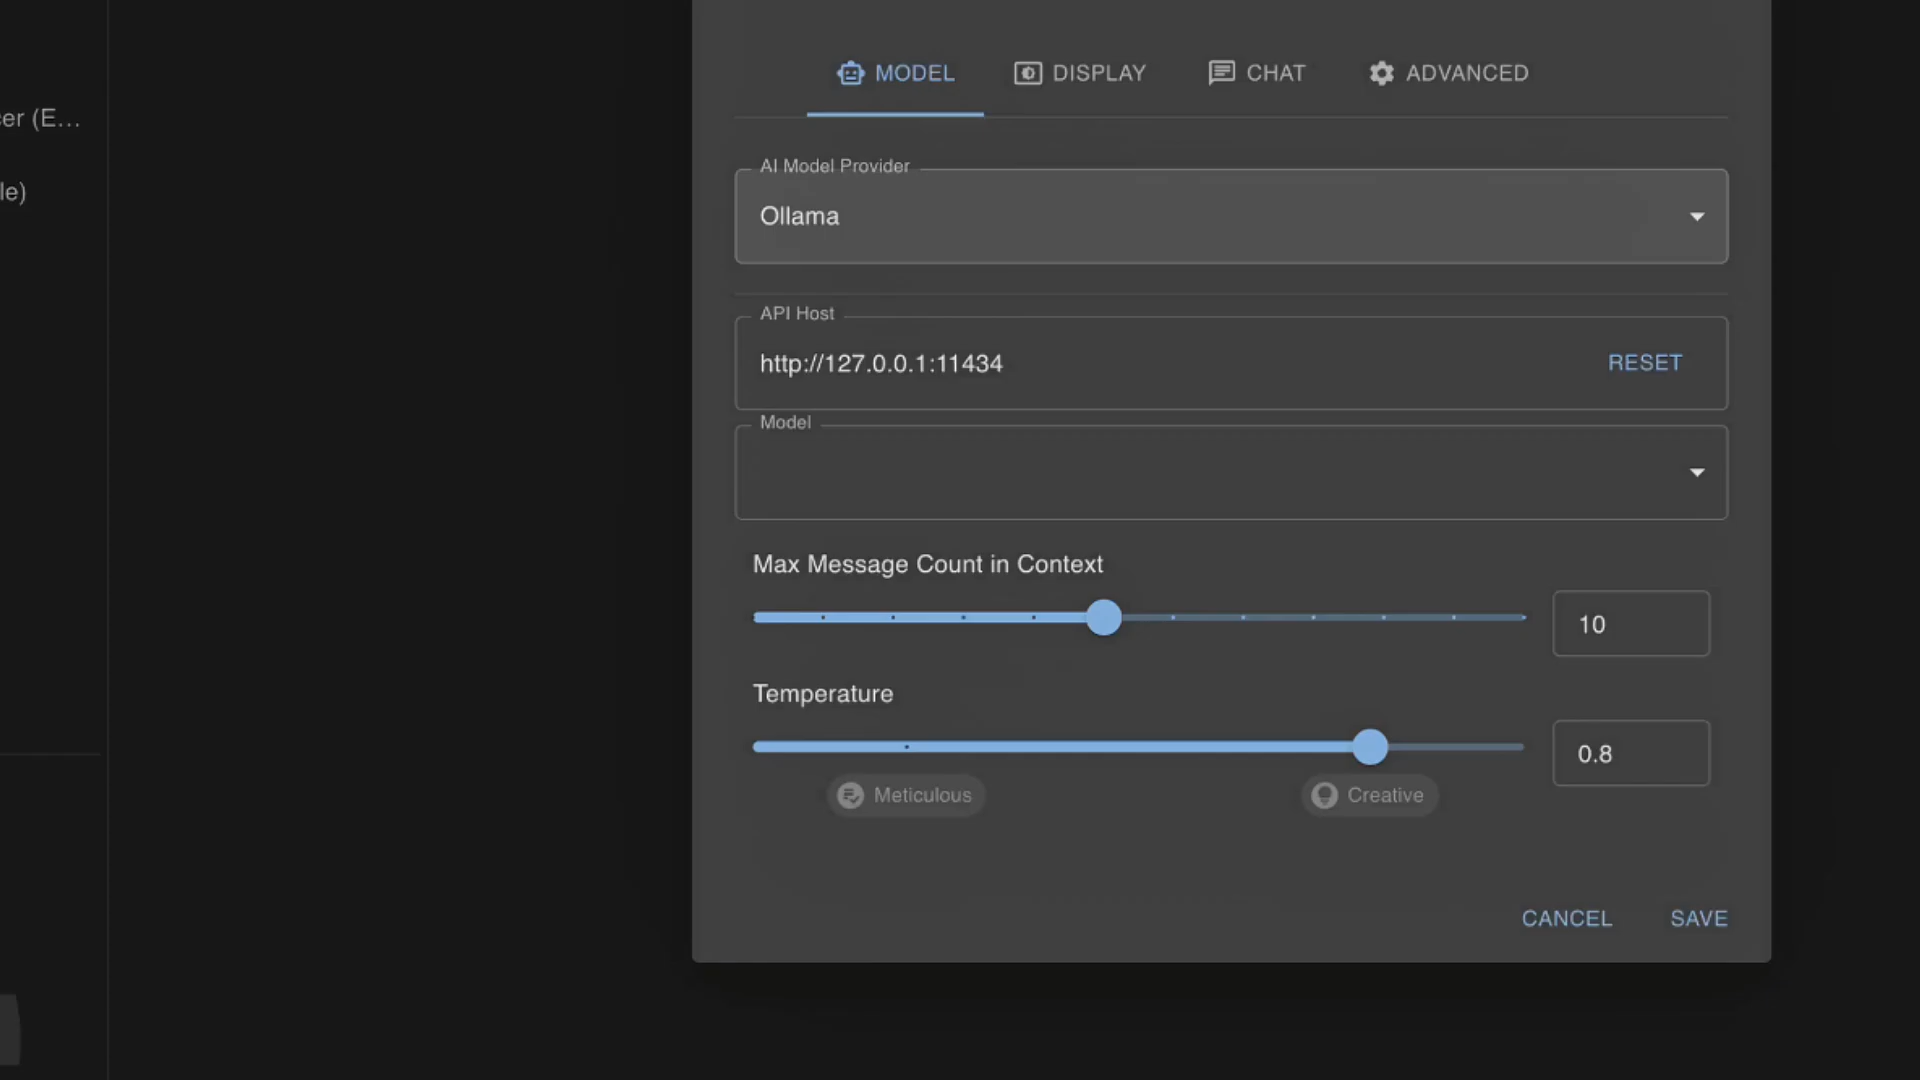 MODEL DISPLAY CHAT ADVANCED
cer (E...
AI Model Provider
le)
Ollama
API Host
http://127.0.0.1:11434 RESET
Model
Max Message Count in Context
10
Temperature
0.8
Meticulous Creative
CANCEL SAVE